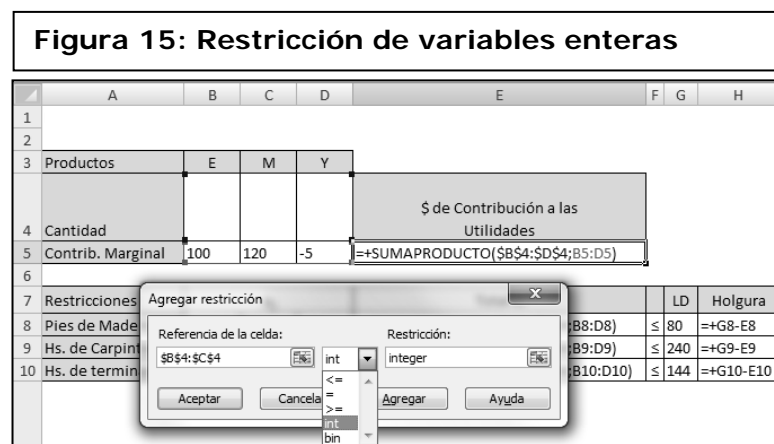 Figura 15: Restricción de variables enteras
A B C D E F G H
1
2
3 Productos E M Y
$ de Contribución a las
4 Cantidad Utilidades
5 Contrib. Marginal 100 120 -5 =+SUMAPRODUCTO($B$4:$D$4;B5:D5)
6
7 Restricciones LD Holgura
8 Pies de Made ;B8:D8) ≤ 80 =+G8-E8
9 Hs. de Carpint ;B9:D9) ≤ 240 =+G9-E9
10 Hs. de termin ;B10:D10) ≤ 144 =+G10-E10
Agregar restricción
Referencia de la celda: Restricción:
$B$4:$C$4 int integer
Aceptar Cancela Agregar Ayuda
<=
=
>=
int
bin